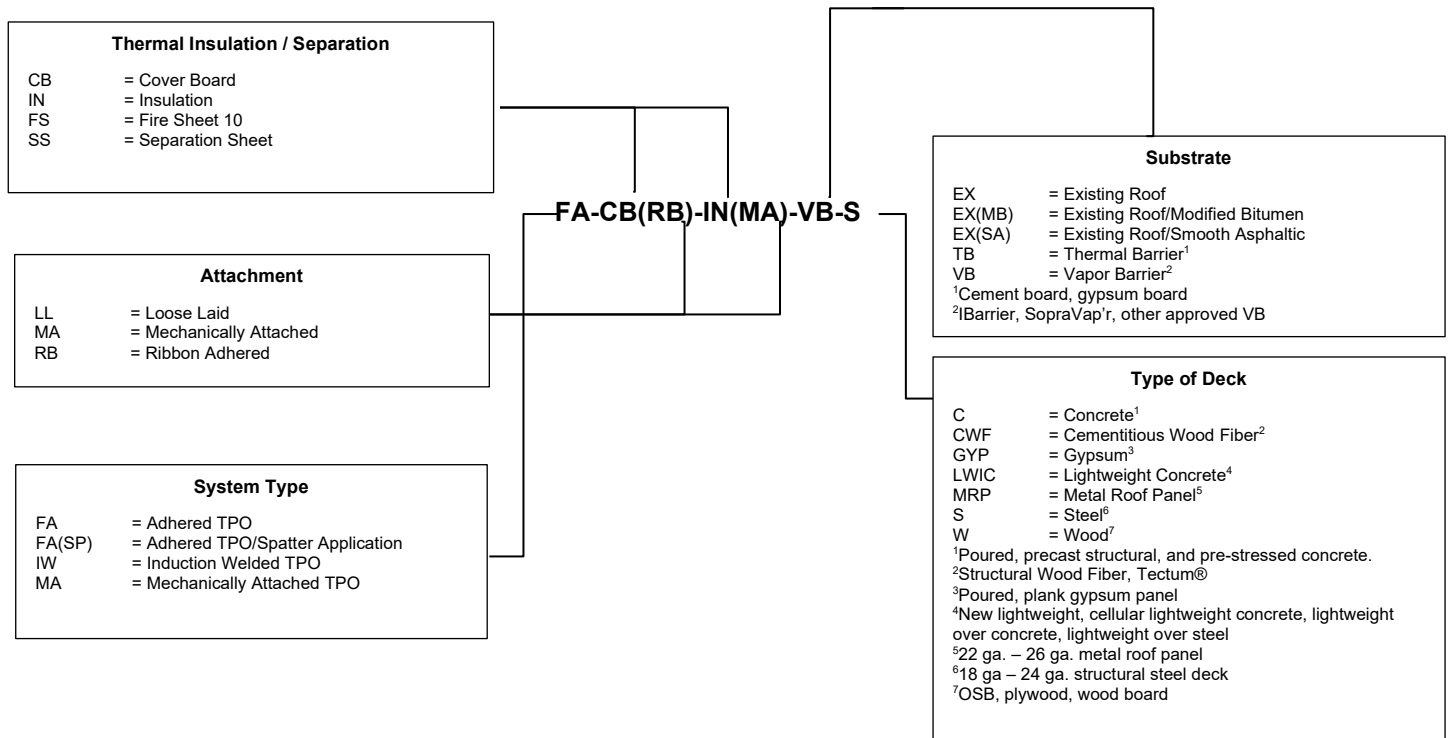 Thermal Insulation / Separation
CB = Cover Board
IN = Insulation
FS = Fire Sheet 10
SS = Separation Sheet
Attachment
LL = Loose Laid
MA = Mechanically Attached
RB = Ribbon Adhered
System Type
FA = Adhered TPO
FA(SP) = Adhered TPO/Spatter Application
IW = Induction Welded TPO
MA = Mechanically Attached TPO
FA-CB(RB)-IN(MA)-VB-S
Substrate
EX = Existing Roof
EX(MB) = Existing Roof/Modified Bitumen
EX(SA) = Existing Roof/Smooth Asphaltic
TB = Thermal Barrier¹
VB = Vapor Barrier²
¹Cement board, gypsum board
²IBarrier, SopraVap'r, other approved VB
Type of Deck
C = Concrete¹
CWF = Cementitious Wood Fiber²
GYP = Gypsum³
LWIC = Lightweight Concrete⁴
MRP = Metal Roof Panel⁵
S = Steel⁶
W = Wood⁷
¹Poured, precast structural, and pre-stressed concrete.
²Structural Wood Fiber, Tectum®
³Poured, plank gypsum panel
⁴New lightweight, cellular lightweight concrete, lightweight
over concrete, lightweight over steel
⁵22 ga. – 26 ga. metal roof panel
⁶18 ga – 24 ga. structural steel deck
⁷OSB, plywood, wood board